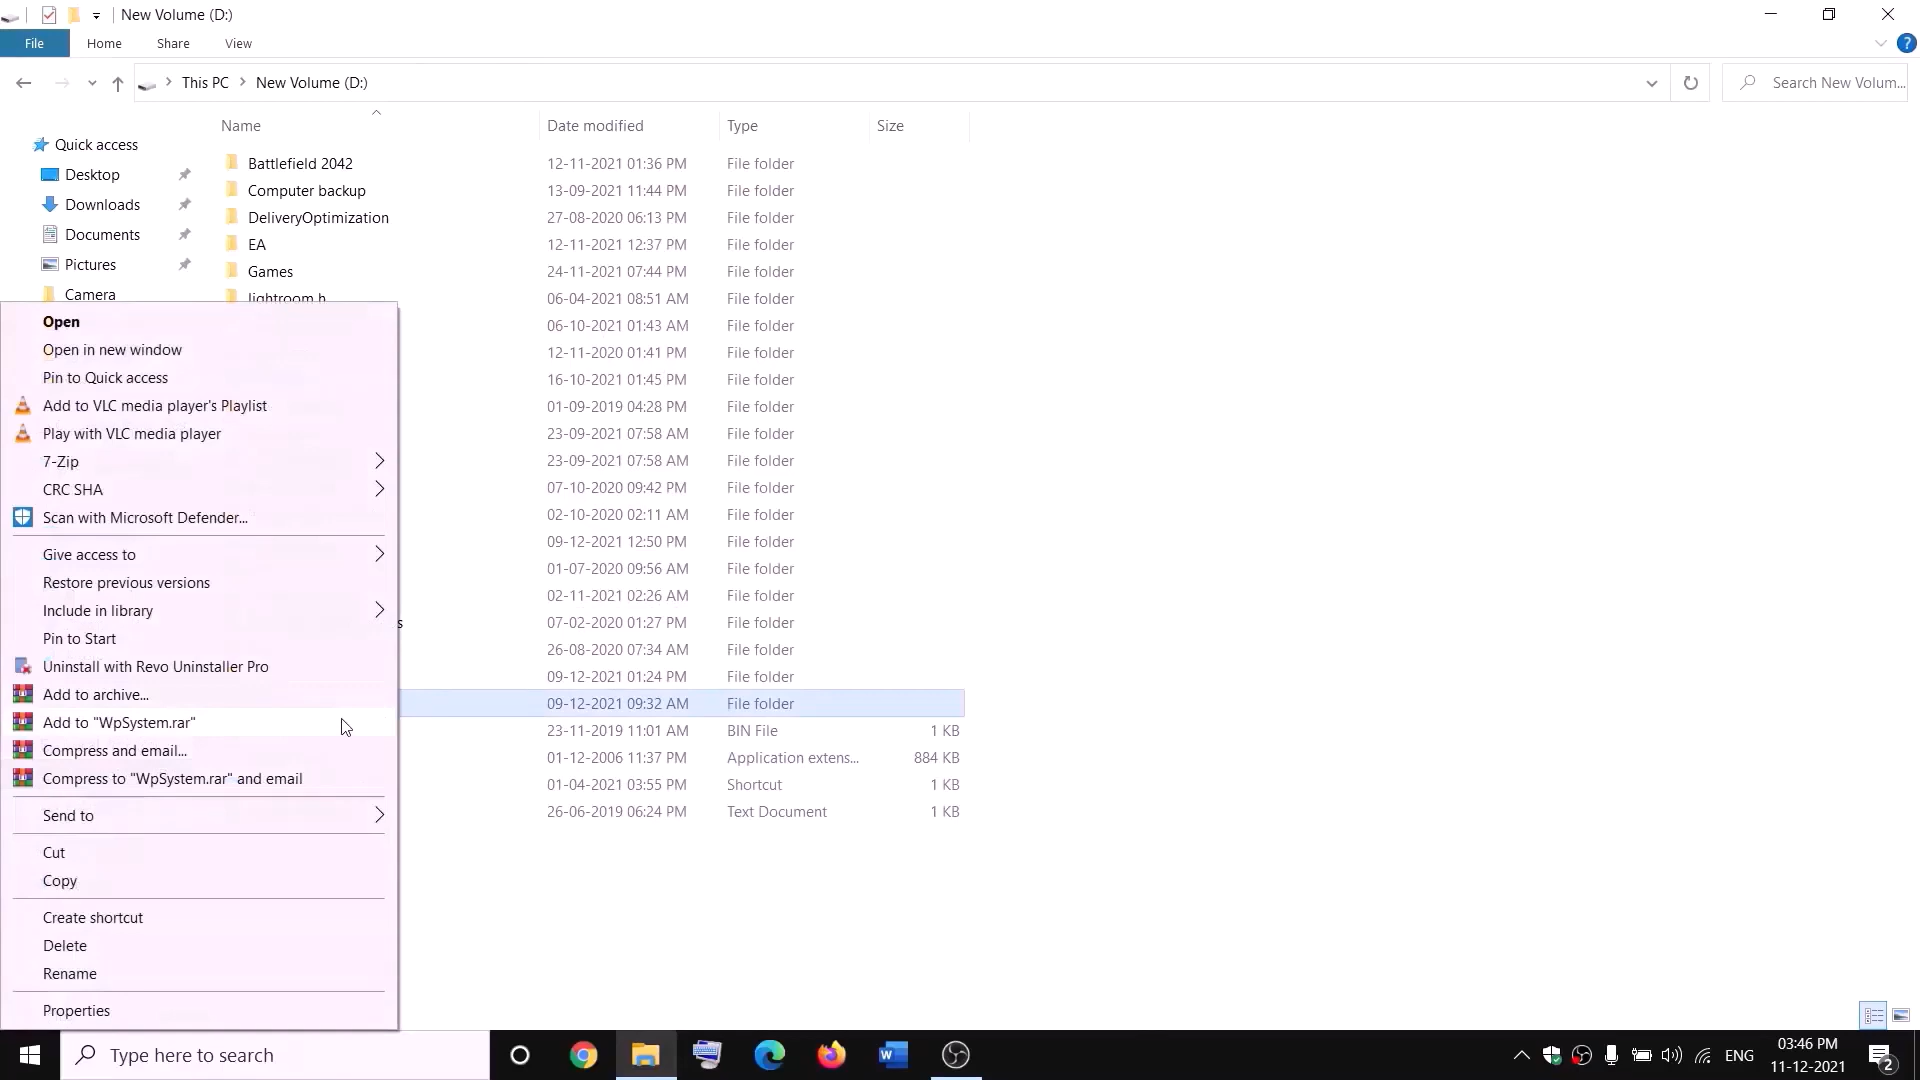 New Volume (D:)
File
Home
Share
View
?
This PC
New Volume (D:)
Search New Volum...
Name
Date modified
Type
Size
Quick access
Desktop
Downloads
Documents
Pictures
Camera
Battlefield 2042 12-11-2021 01:36 PM File folder
Computer backup 13-09-2021 11:44 PM File folder
DeliveryOptimization 27-08-2020 06:13 PM File folder
EA 12-11-2021 12:37 PM File folder
Games 24-11-2021 07:44 PM File folder
lightroom h 06-04-2021 08:51 AM File folder
06-10-2021 01:43 AM File folder
12-11-2020 01:41 PM File folder
16-10-2021 01:45 PM File folder
01-09-2019 04:28 PM File folder
23-09-2021 07:58 AM File folder
23-09-2021 07:58 AM File folder
07-10-2020 09:42 PM File folder
02-10-2020 02:11 AM File folder
09-12-2021 12:50 PM File folder
01-07-2020 09:56 AM File folder
02-11-2021 02:26 AM File folder
s 07-02-2020 01:27 PM File folder
26-08-2020 07:34 AM File folder
09-12-2021 01:24 PM File folder
09-12-2021 09:32 AM File folder
23-11-2019 11:01 AM BIN File 1 KB
01-12-2006 11:37 PM Application extens... 884 KB
01-04-2021 03:55 PM Shortcut 1 KB
26-06-2019 06:24 PM Text Document 1 KB
Open
Open in new window
Pin to Quick access
Add to VLC media player's Playlist
Play with VLC media player
7-Zip
CRC SHA
Scan with Microsoft Defender...
Give access to
Restore previous versions
Include in library
Pin to Start
Uninstall with Revo Uninstaller Pro
Add to archive...
Add to "WpSystem.rar"
Compress and email...
Compress to "WpSystem.rar" and email
Send to
Cut
Copy
Create shortcut
Delete
Rename
Properties
Type here to search
ENG
03:46 PM
11-12-2021
2